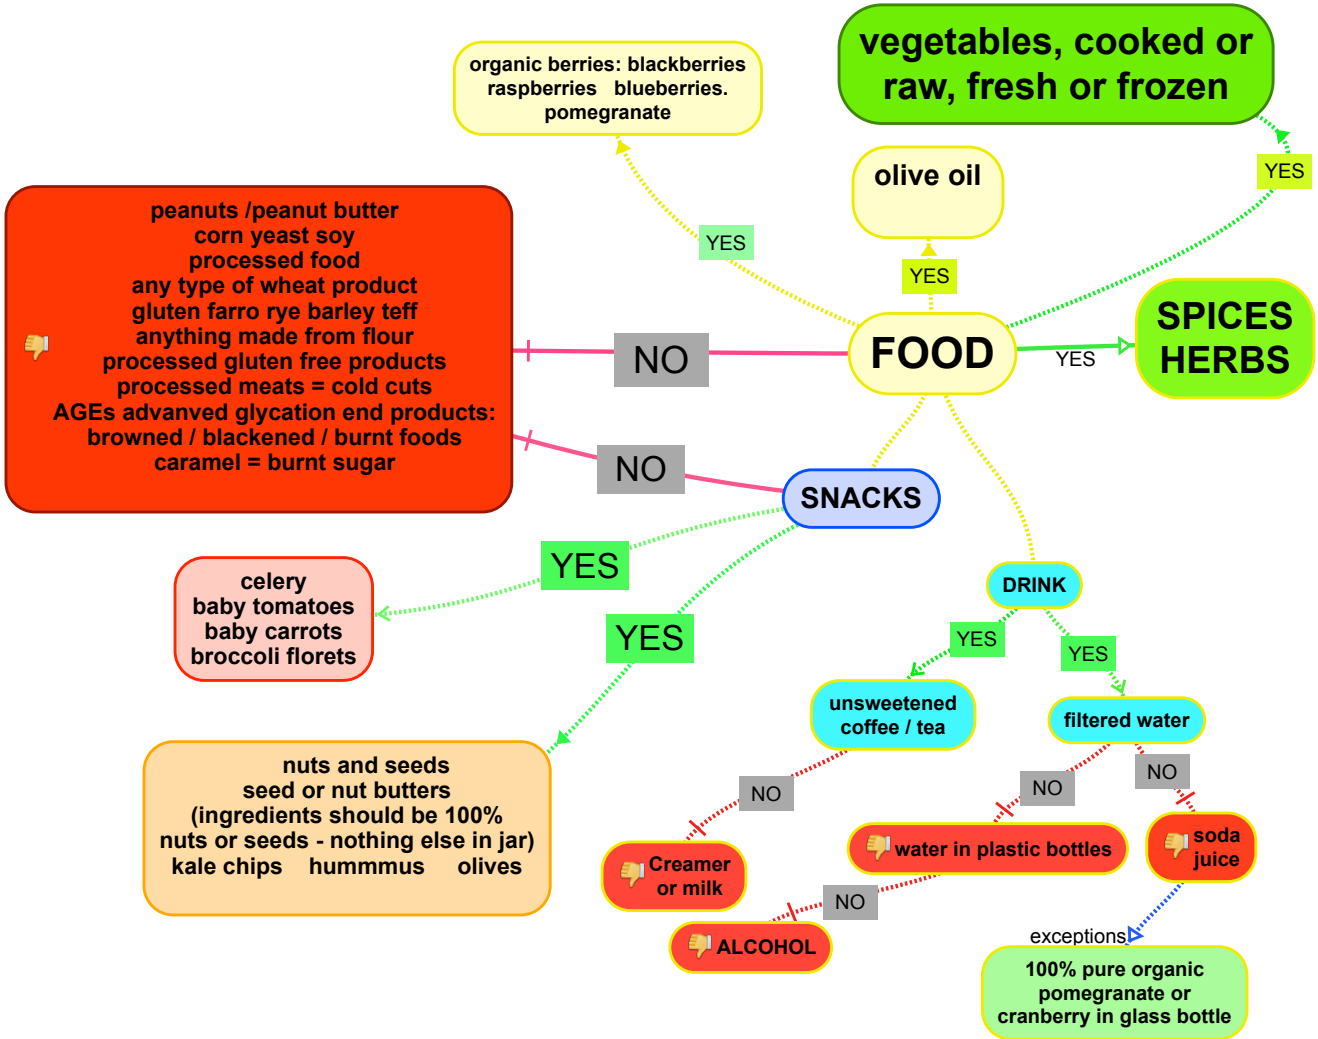 vegetables, cooked or
raw, fresh or frozen
organic berries: blackberries
raspberries blueberries.
pomegranate
olive oil
YES
YES
YES
peanuts /peanut butter
corn yeast soy
processed food
any type of wheat product
gluten farro rye barley teff
anything made from flour
processed gluten free products
processed meats = cold cuts
AGEs advanved glycation end products:
browned / blackened / burnt foods
caramel = burnt sugar
NO
FOOD
YES
SPICES
HERBS
NO
SNACKS
YES
celery
baby tomatoes
baby carrots
broccoli florets
YES
DRINK
YES
YES
unsweetened
coffee / tea
filtered water
nuts and seeds
seed or nut butters
(ingredients should be 100%
nuts or seeds - nothing else in jar)
kale chips hummmus olives
NO
NO
NO
Creamer
or milk
water in plastic bottles
soda
juice
NO
ALCOHOL
exceptions
100% pure organic
pomegranate or
cranberry in glass bottle